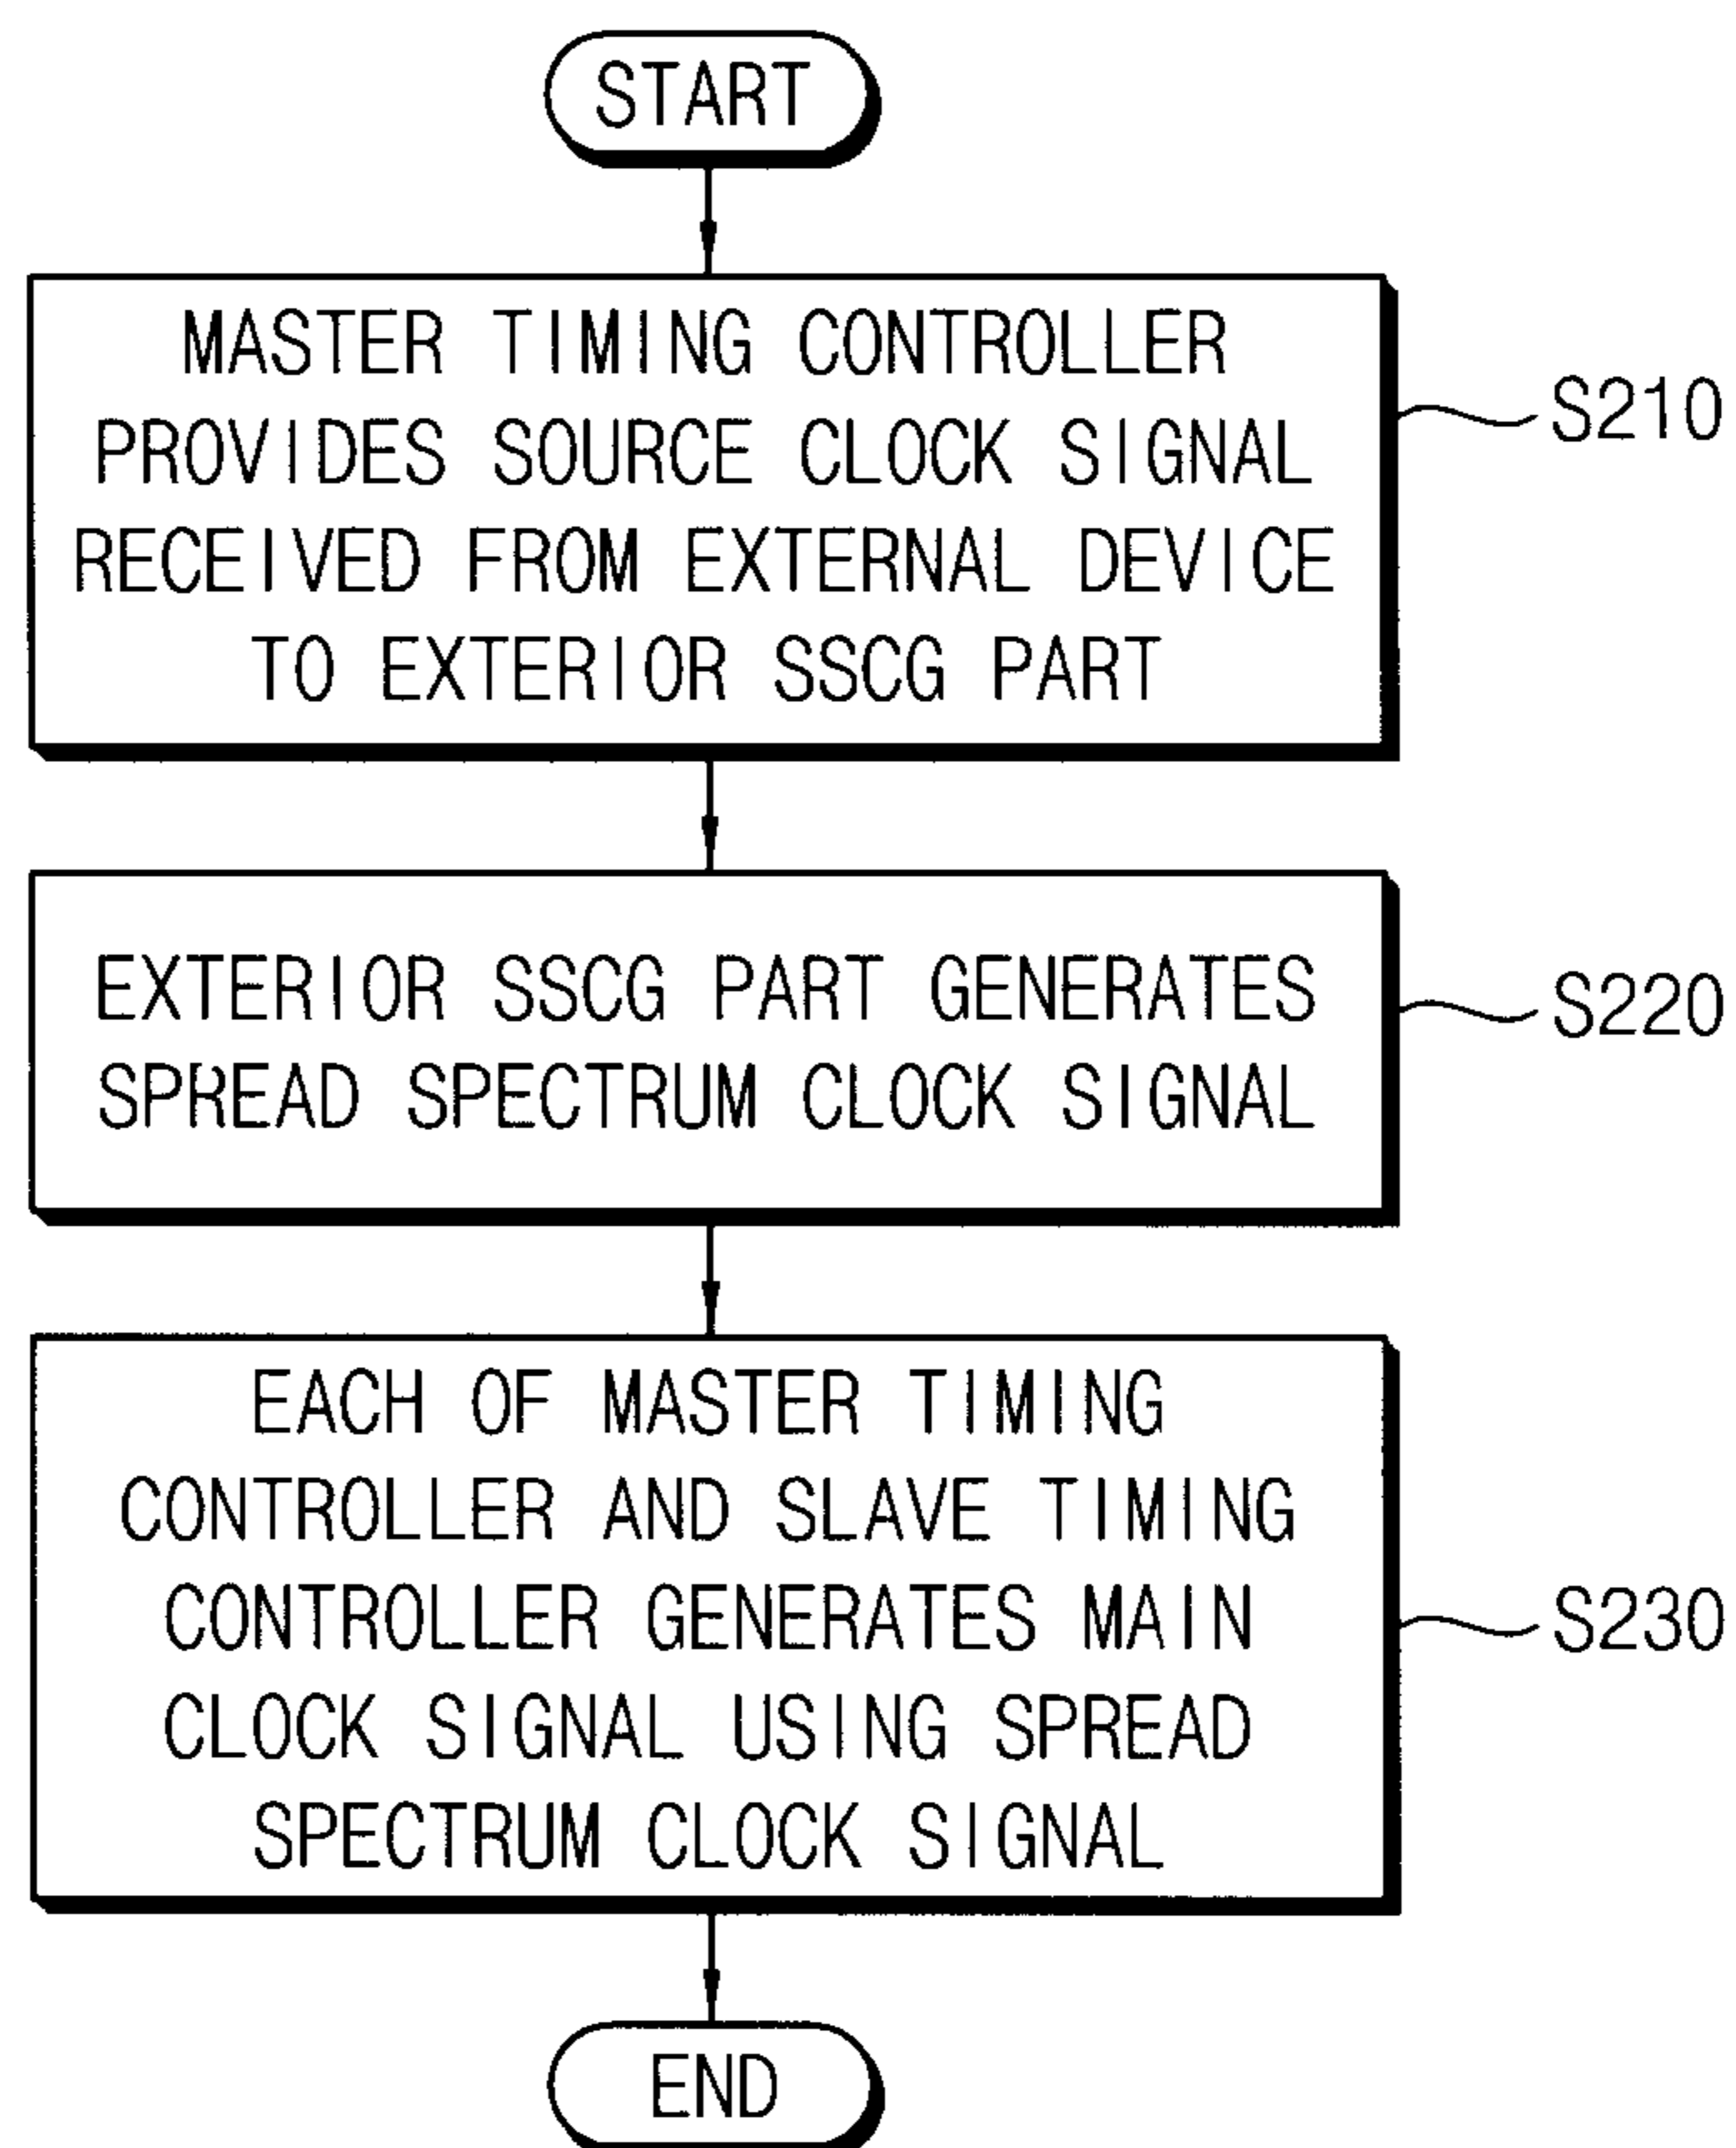 START
MASTER TIMING CONTROLLER
PROVIDES SOURCE CLOCK SIGNAL
RECEIVED FROM EXTERNAL DEVICE
TO EXTERIOR SSCG PART
S210
EXTERIOR SSCG PART GENERATES
SPREAD SPECTRUM CLOCK SIGNAL
S220
EACH OF MASTER TIMING
CONTROLLER AND SLAVE TIMING
CONTROLLER GENERATES MAIN
CLOCK SIGNAL USING SPREAD
SPECTRUM CLOCK SIGNAL
S230
END